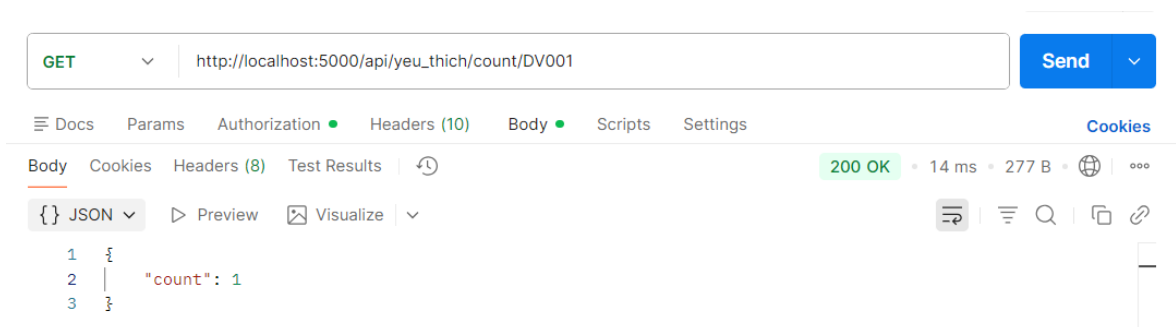 GET http://localhost:5000/api/yeu_thich/count/DV001 Send
Docs Params Authorization Headers (10) Body Scripts Settings Cookies
Body Cookies Headers (8) Test Results 200 OK • 14 ms • 277 B •
{} JSON Preview Visualize
1 {
2 "count": 1
3 }